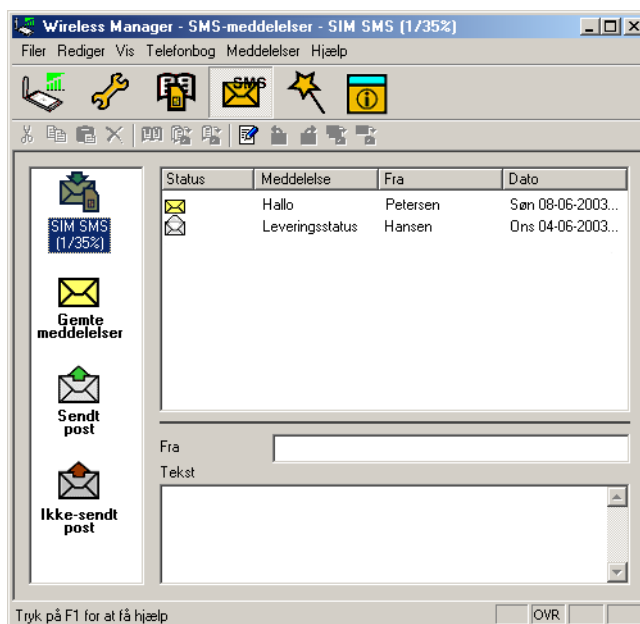 Wireless Manager - SMS-meddelelser - SIM SMS (1/35%)
Filer Rediger Vis Telefonbog Meddelelser Hjælp
SMS
SIM SMS
(1/35%)
Gemte
meddelelser
Sendt
post
Ikke-sendt
post
Status Meddelelse Fra Dato
Hallo Petersen Søn 08-06-2003...
Leveringsstatus Hansen Ons 04-06-2003...
Fra
Tekst
Tryk på F1 for at få hjælp OVR